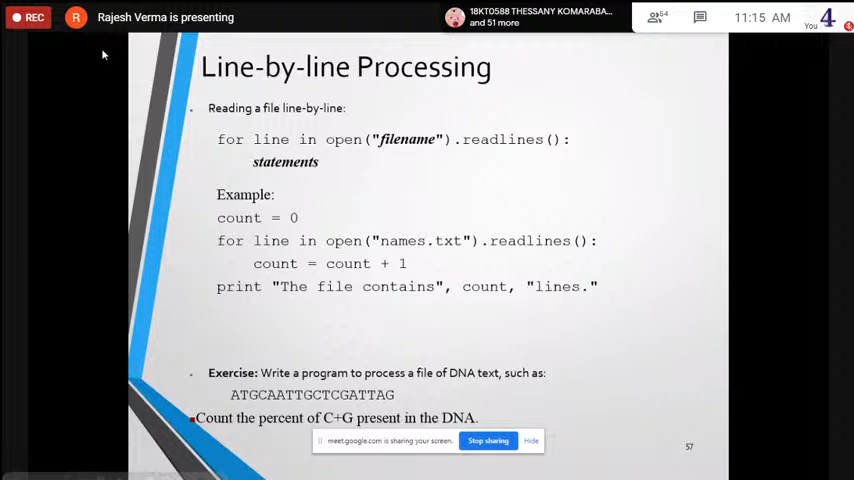 REC
R
Rajesh Verma is presenting
18KT0588 THESSANY KOMARABA...
and 51 more
64
11:15 AM
You
4
Line-by-line Processing
Reading a file line-by-line:
for line in open("filename").readlines():
statements
Example:
count = 0
for line in open("names.txt").readlines():
count = count + 1
print "The file contains", count, "lines."
Exercise: Write a program to process a file of DNA text, such as:
ATGCAATTGCTCGATTAG
Count the percent of C+G present in the DNA.
meet.google.com is sharing your screen.
Stop sharing
Hide
57